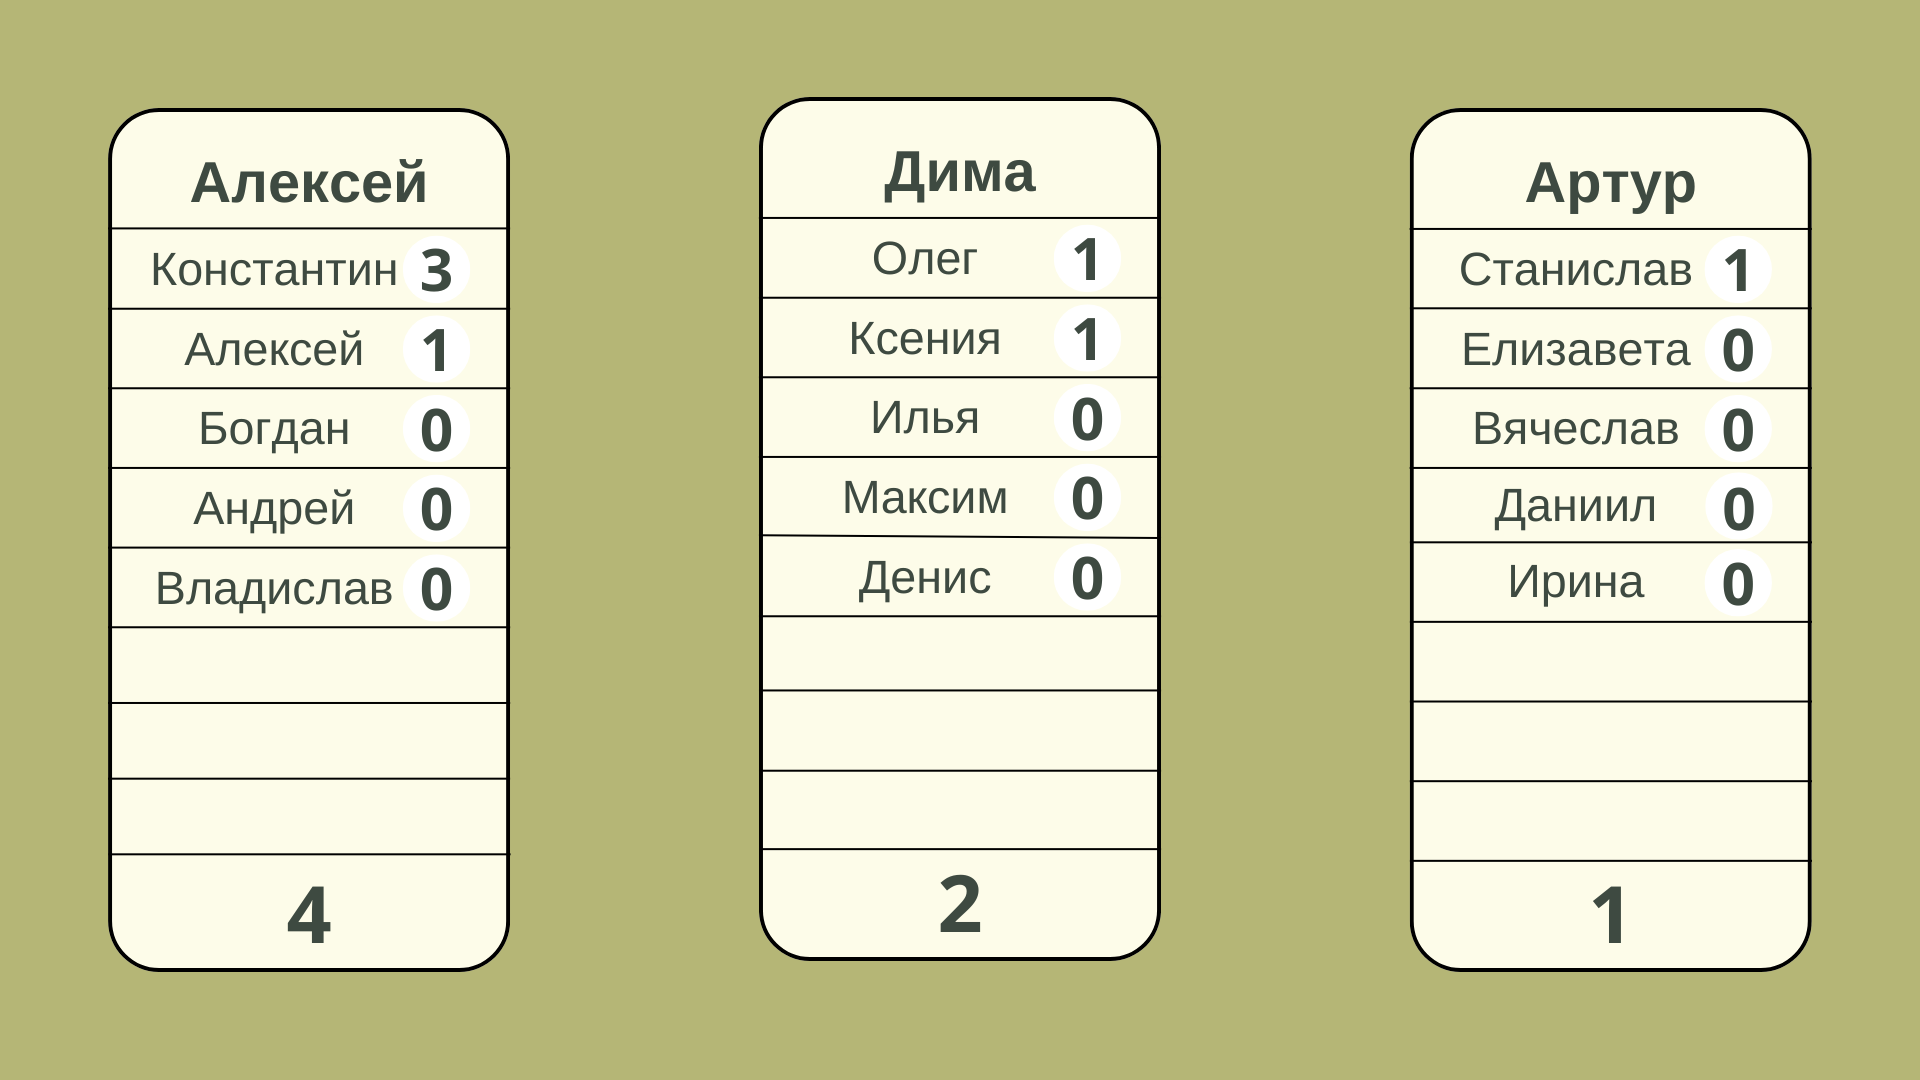 Алексей
Константин 3
Алексей 1
Богдан 0
Андрей 0
Владислав 0
4
Дима
Олег 1
Ксения 1
Илья 0
Максим 0
Денис 0
2
Артур
Станислав 1
Елизавета 0
Вячеслав 0
Даниил 0
Ирина 0
1